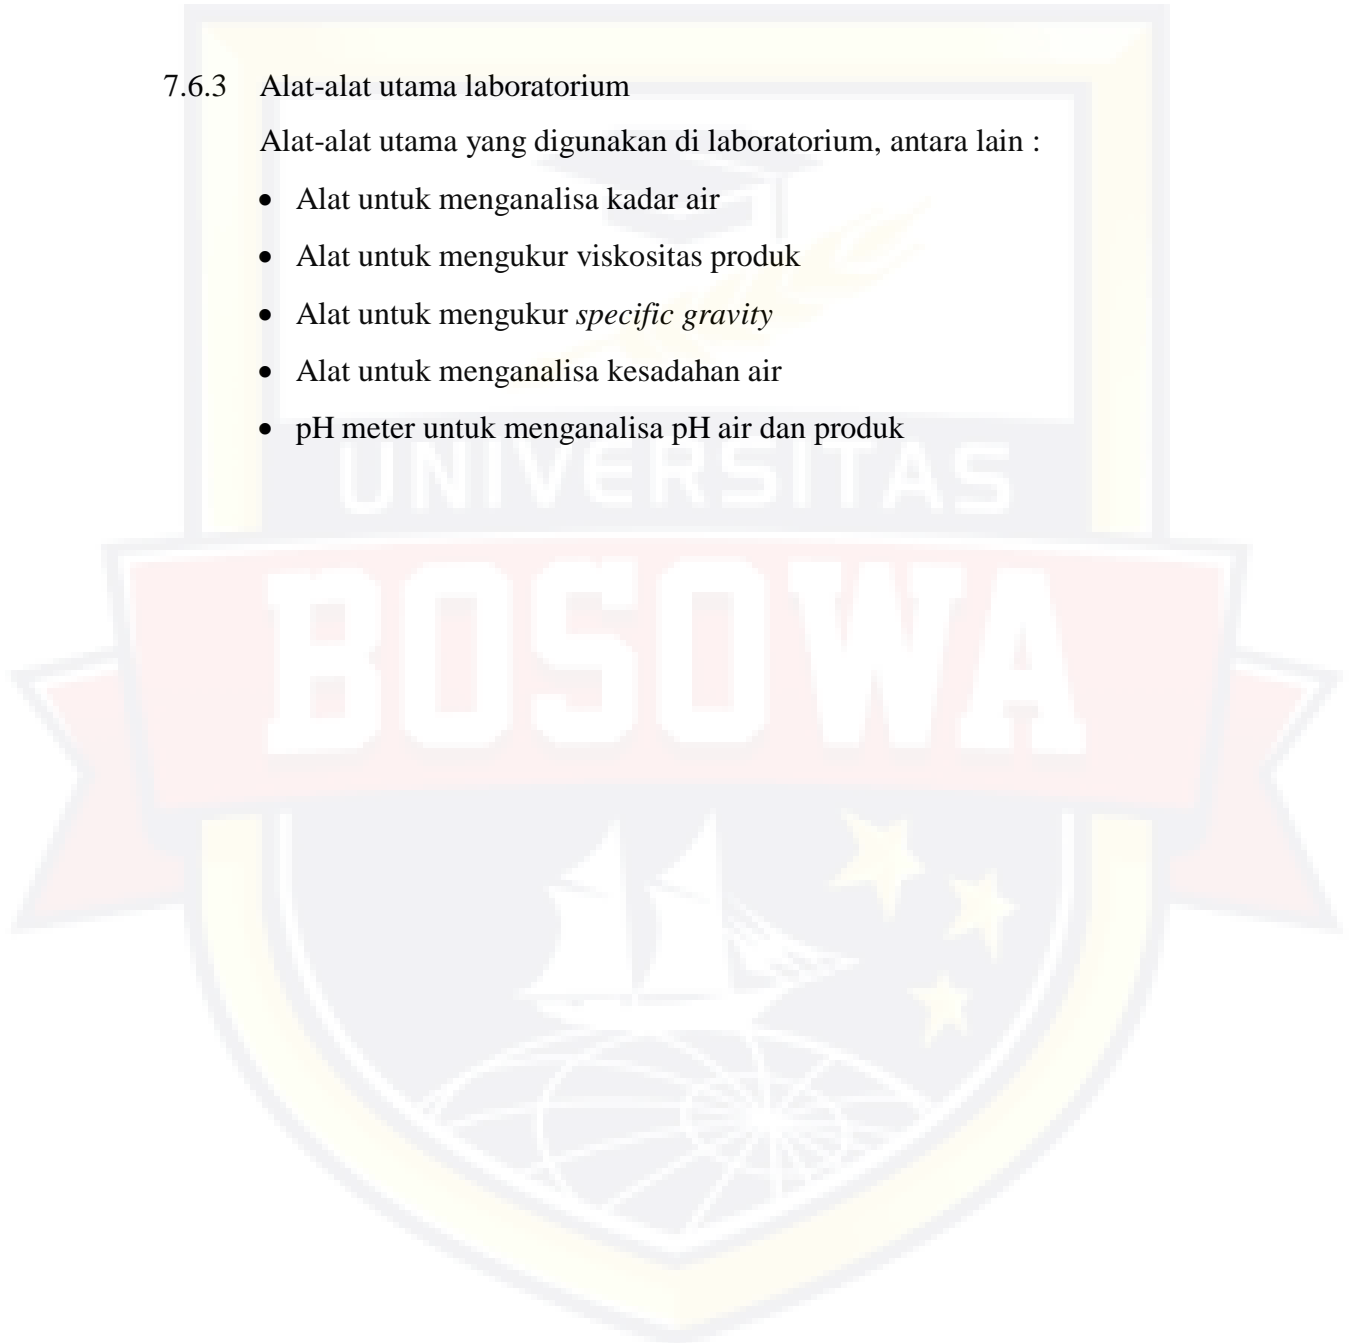 7.6.3 Alat-alat utama laboratorium
Alat-alat utama yang digunakan di laboratorium, antara lain :
• Alat untuk menganalisa kadar air
• Alat untuk mengukur viskositas produk
• Alat untuk mengukur specific gravity
• Alat untuk menganalisa kesadahan air
• pH meter untuk menganalisa pH air dan produk
UNIVERSITAS
BOSOWA